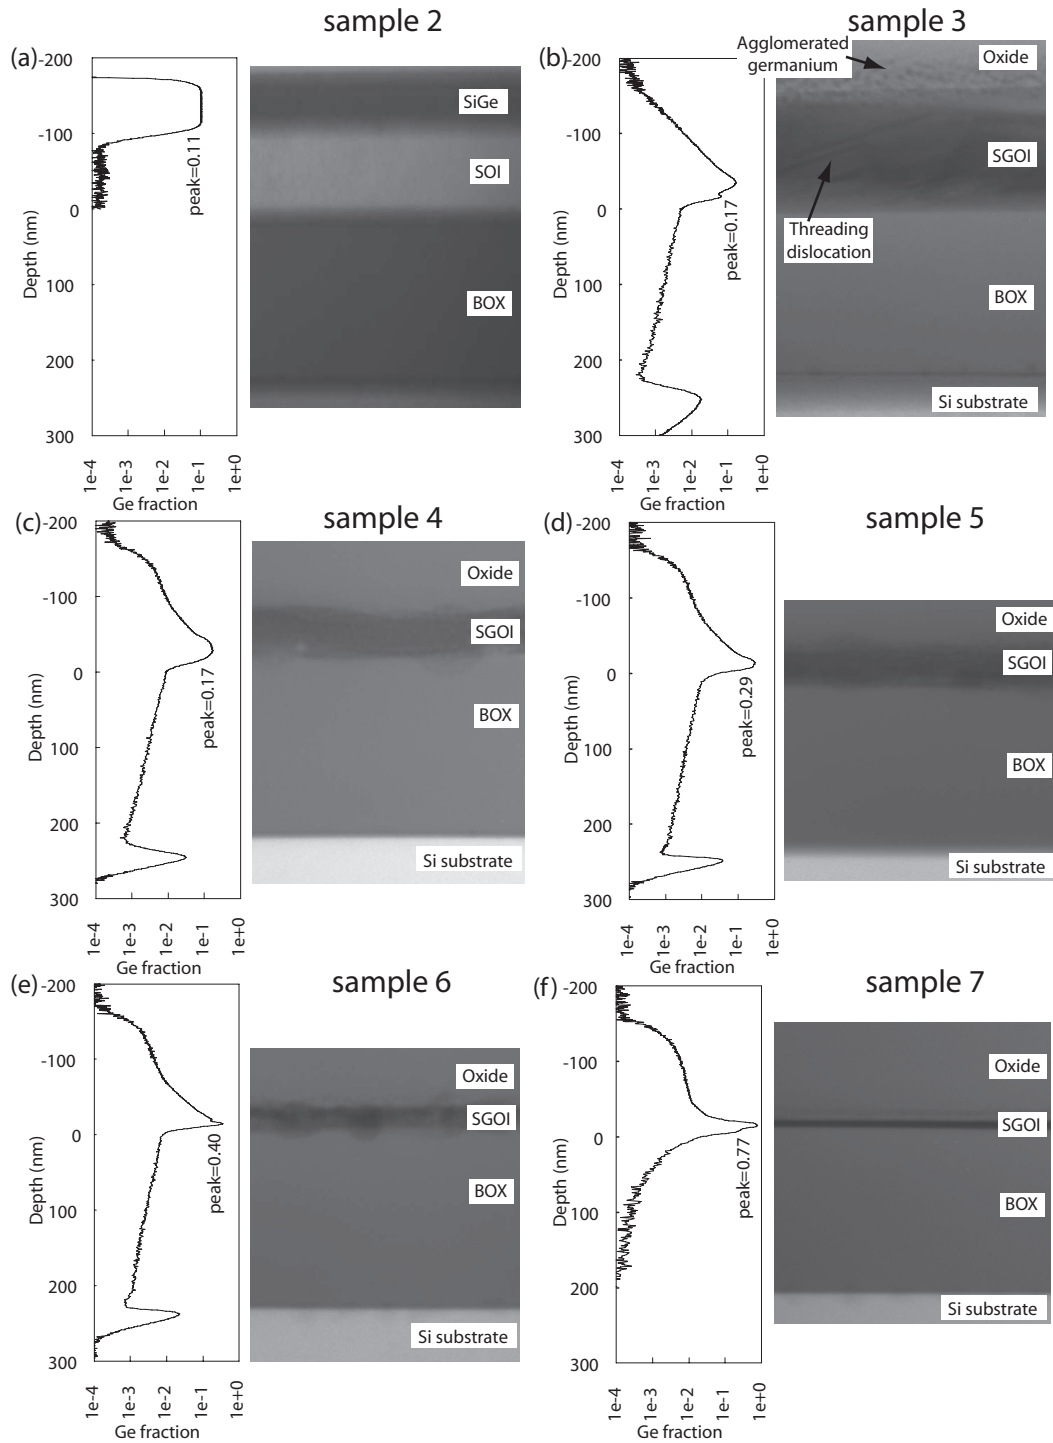 sample 2
sample 3
(a)
-200
-100
0
100
200
300
Depth (nm)
1e-4
1e-3
1e-2
1e-1
1e+0
Ge fraction
peak=0.11
SiGe
SOI
BOX
(b)
-200
-100
0
100
200
300
Depth (nm)
1e-4
1e-3
1e-2
1e-1
1e+0
Ge fraction
peak=0.17
Agglomerated
germanium
Oxide
SGOI
Threading
dislocation
BOX
Si substrate
sample 4
sample 5
(c)
-200
-100
0
100
200
300
Depth (nm)
1e-4
1e-3
1e-2
1e-1
1e+0
Ge fraction
peak=0.17
Oxide
SGOI
BOX
Si substrate
(d)
-200
-100
0
100
200
300
Depth (nm)
1e-4
1e-3
1e-2
1e-1
1e+0
Ge fraction
peak=0.29
Oxide
SGOI
BOX
Si substrate
sample 6
sample 7
(e)
-200
-100
0
100
200
300
Depth (nm)
1e-4
1e-3
1e-2
1e-1
1e+0
Ge fraction
peak=0.40
Oxide
SGOI
BOX
Si substrate
(f)
-200
-100
0
100
200
300
Depth (nm)
1e-4
1e-3
1e-2
1e-1
1e+0
Ge fraction
peak=0.77
Oxide
SGOI
BOX
Si substrate